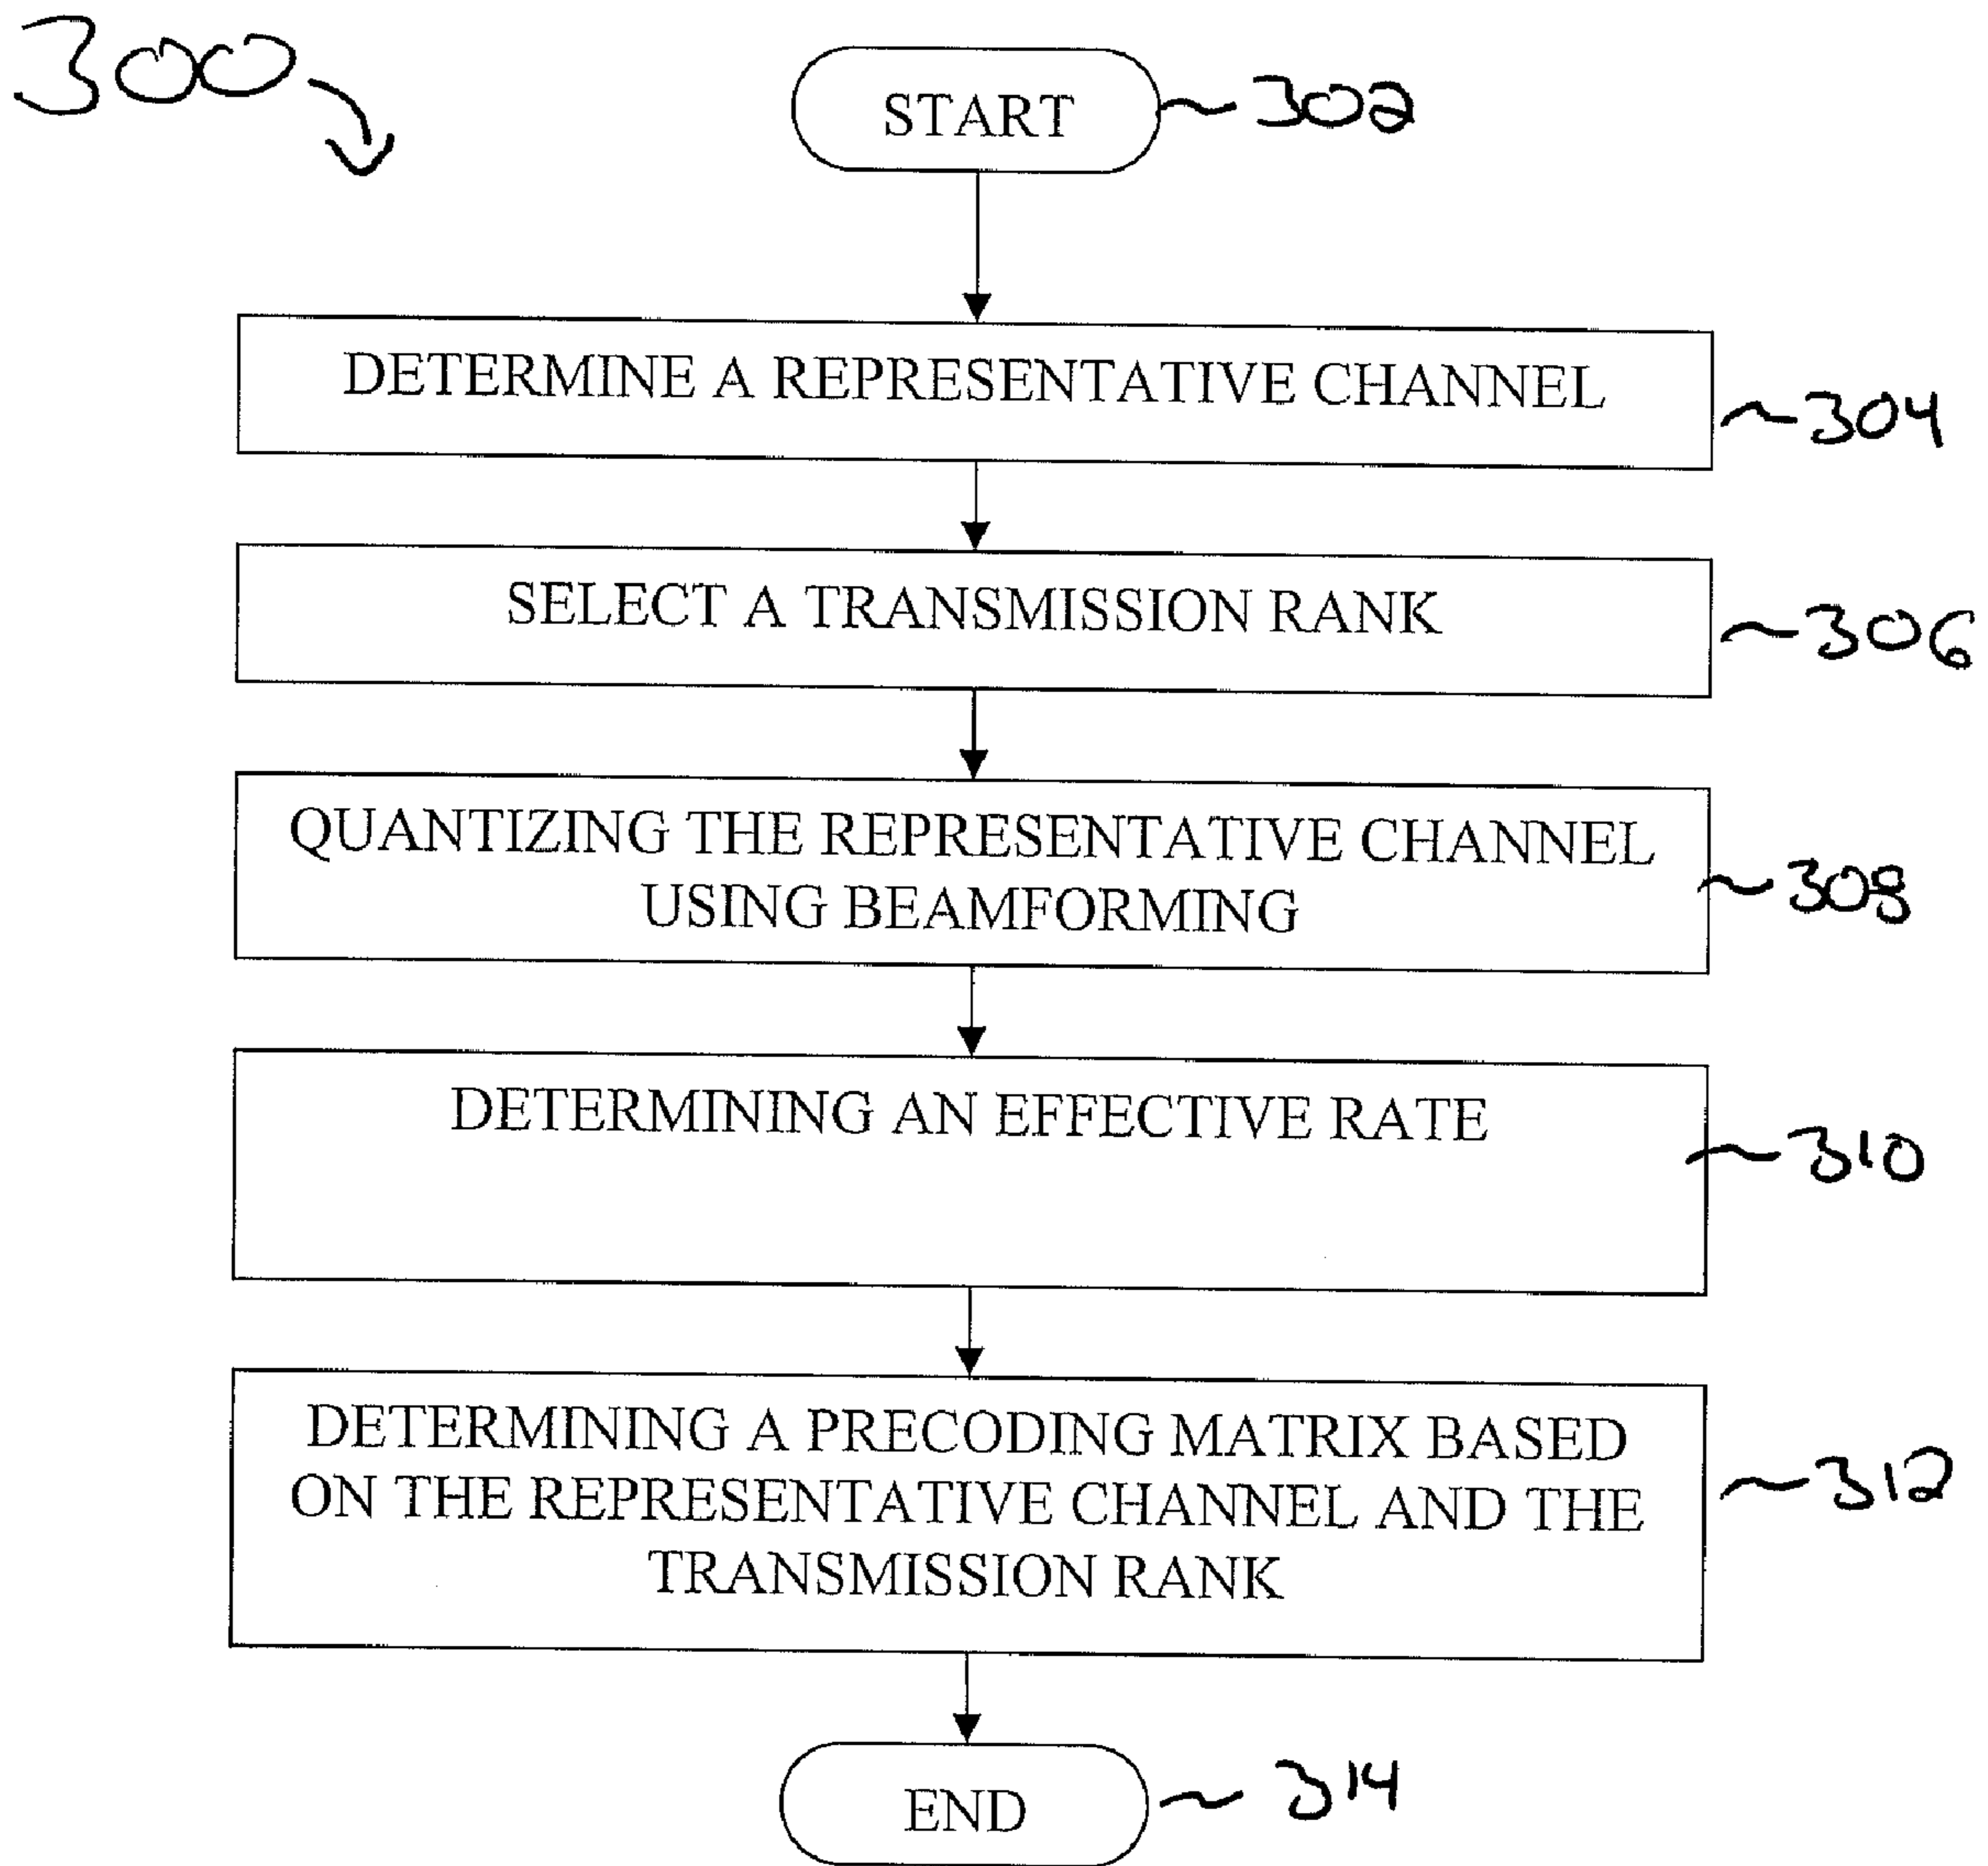 300
START
302
DETERMINE A REPRESENTATIVE CHANNEL
304
SELECT A TRANSMISSION RANK
306
QUANTIZING THE REPRESENTATIVE CHANNEL
USING BEAMFORMING
308
DETERMINING AN EFFECTIVE RATE
310
DETERMINING A PRECODING MATRIX BASED
ON THE REPRESENTATIVE CHANNEL AND THE
TRANSMISSION RANK
312
END
314